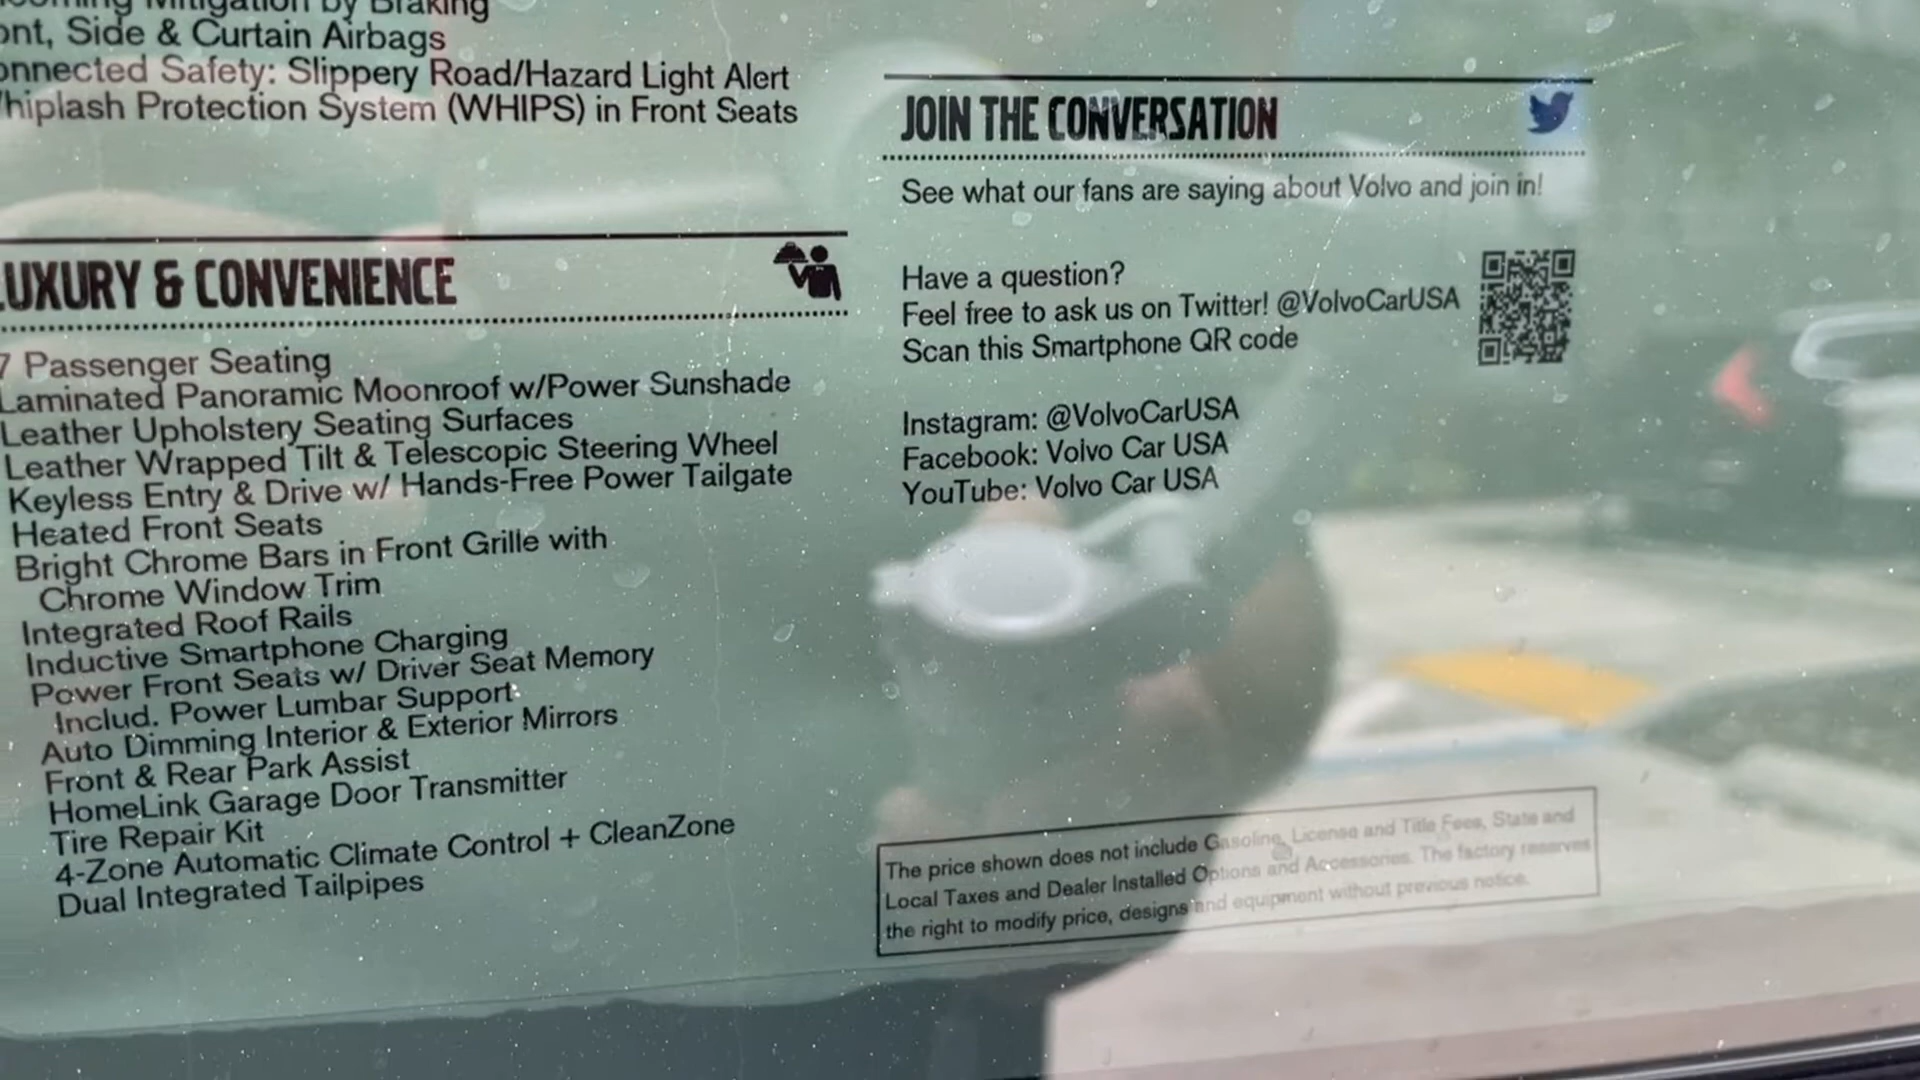 Mitigation by Braking
Side & Curtain Airbags
Safety: Slippery Road/Hazard Light Alert
Protection System (WHIPS) in Front Seats
& CONVENIENCE
7 Passenger Seating
Laminated Panoramic Moonroof w/Power Sunshade
Leather Upholstery Seating Surfaces
Leather Wrapped Tilt & Telescopic Steering Wheel
Keyless Entry & Drive w/ Hands-Free Power Tailgate
Heated Front Seats
Bright Chrome Bars in Front Grille with
Chrome Window Trim
Integrated Roof Rails
Inductive Smartphone Charging
Power Front Seats w/ Driver Seat Memory
Includ. Power Lumbar Support
Auto Dimming Interior & Exterior Mirrors
Front & Rear Park Assist
HomeLink Garage Door Transmitter
Tire Repair Kit
4-Zone Automatic Climate Control + CleanZone
Dual Integrated Tailpipes
JOIN THE CONVERSATION
See what our fans are saying about Volvo and join in!
Have a question?
Feel free to ask us on Twitter! @VolvoCarUSA
Scan this Smartphone QR code
Instagram: @VolvoCarUSA
Facebook: Volvo Car USA
YouTube: Volvo Car USA
The price shown does not include Gasoline, License and Title Fees, State and
Local Taxes and Dealer Installed Options and Accessories. The factory reserves
the right to modify price, designs and equipment without previous notice.